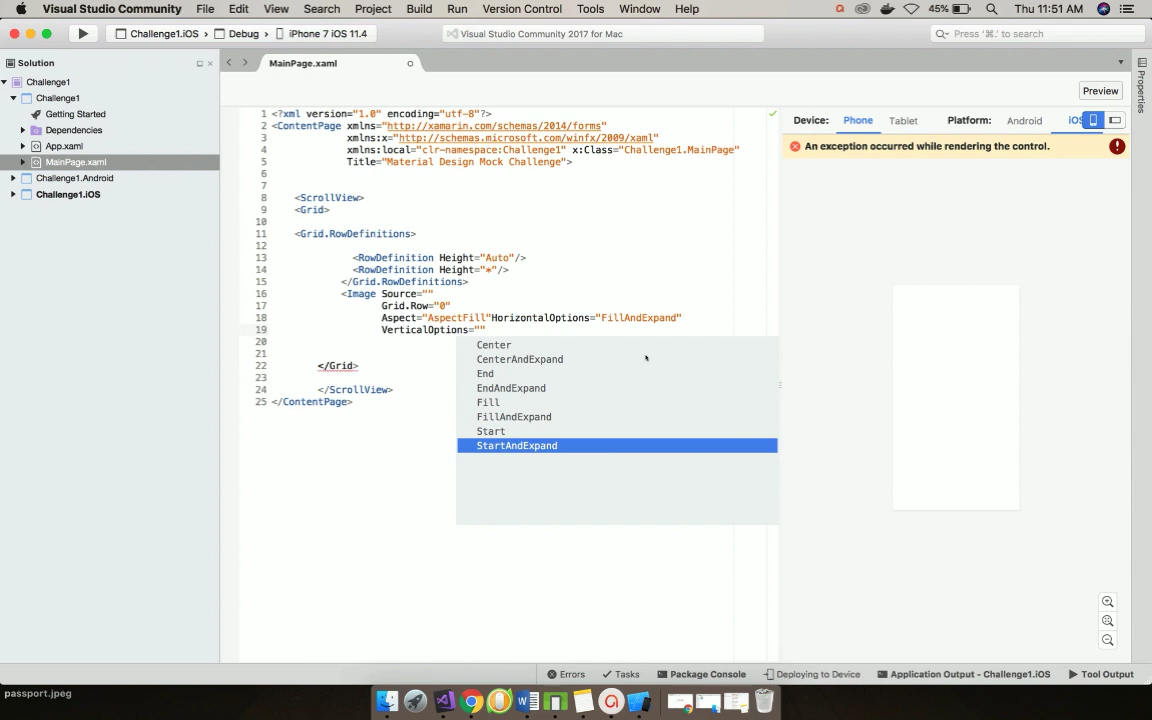 Visual Studio Community File Edit View Search Project Build Run Version Control Tools Window Help 45% Thu 11:51 AM
Challenge1.iOS Debug iPhone 7 iOS 11.4 Visual Studio Community 2017 for Mac Press '⌘.' to search
Solution MainPage.xaml
Challenge1
Challenge1
Getting Started
Dependencies
App.xaml
MainPage.xaml
Challenge1.Android
Challenge1.iOS
1 <?xml version="1.0" encoding="utf-8"?>
2 <ContentPage xmlns="http://xamarin.com/schemas/2014/forms"
3 xmlns:x="http://schemas.microsoft.com/winfx/2009/xaml"
4 xmlns:local="clr-namespace:Challenge1" x:Class="Challenge1.MainPage"
5 Title="Material Design Mock Challenge">
6
7
8 <ScrollView>
9 <Grid>
10
11 <Grid.RowDefinitions>
12
13 <RowDefinition Height="Auto"/>
14 <RowDefinition Height="*"/>
15 </Grid.RowDefinitions>
16 <Image Source=""
17 Grid.Row="0"
18 Aspect="AspectFill"HorizontalOptions="FillAndExpand"
19 VerticalOptions=""
20
21
22 </Grid>
23
24 </ScrollView>
25 </ContentPage>
Center
CenterAndExpand
End
EndAndExpand
Fill
FillAndExpand
Start
StartAndExpand
Preview
Properties
Device: Phone Tablet Platform: Android iOS
An exception occurred while rendering the control.
Errors Tasks Package Console Deploying to Device Application Output - Challenge1.iOS Tool Output
passport.jpeg